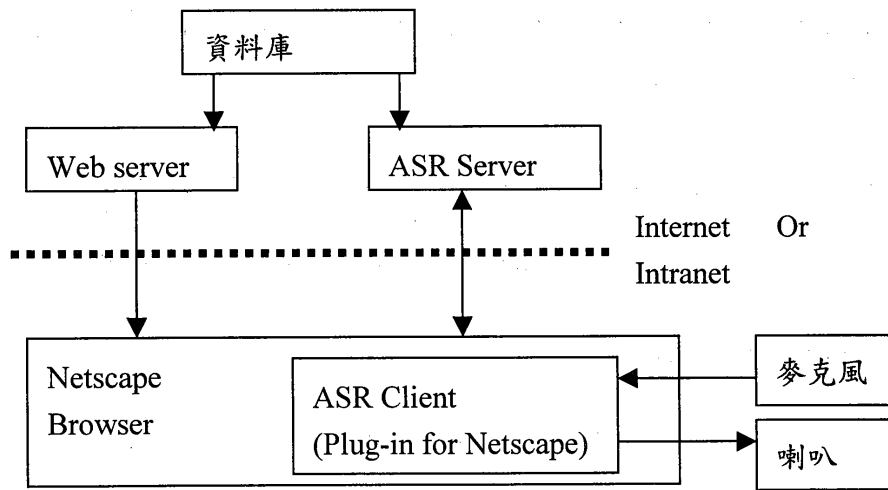 資料庫
Web server
ASR Server
Internet Or
Intranet
Netscape
Browser
ASR Client
(Plug-in for Netscape)
麥克風
喇叭